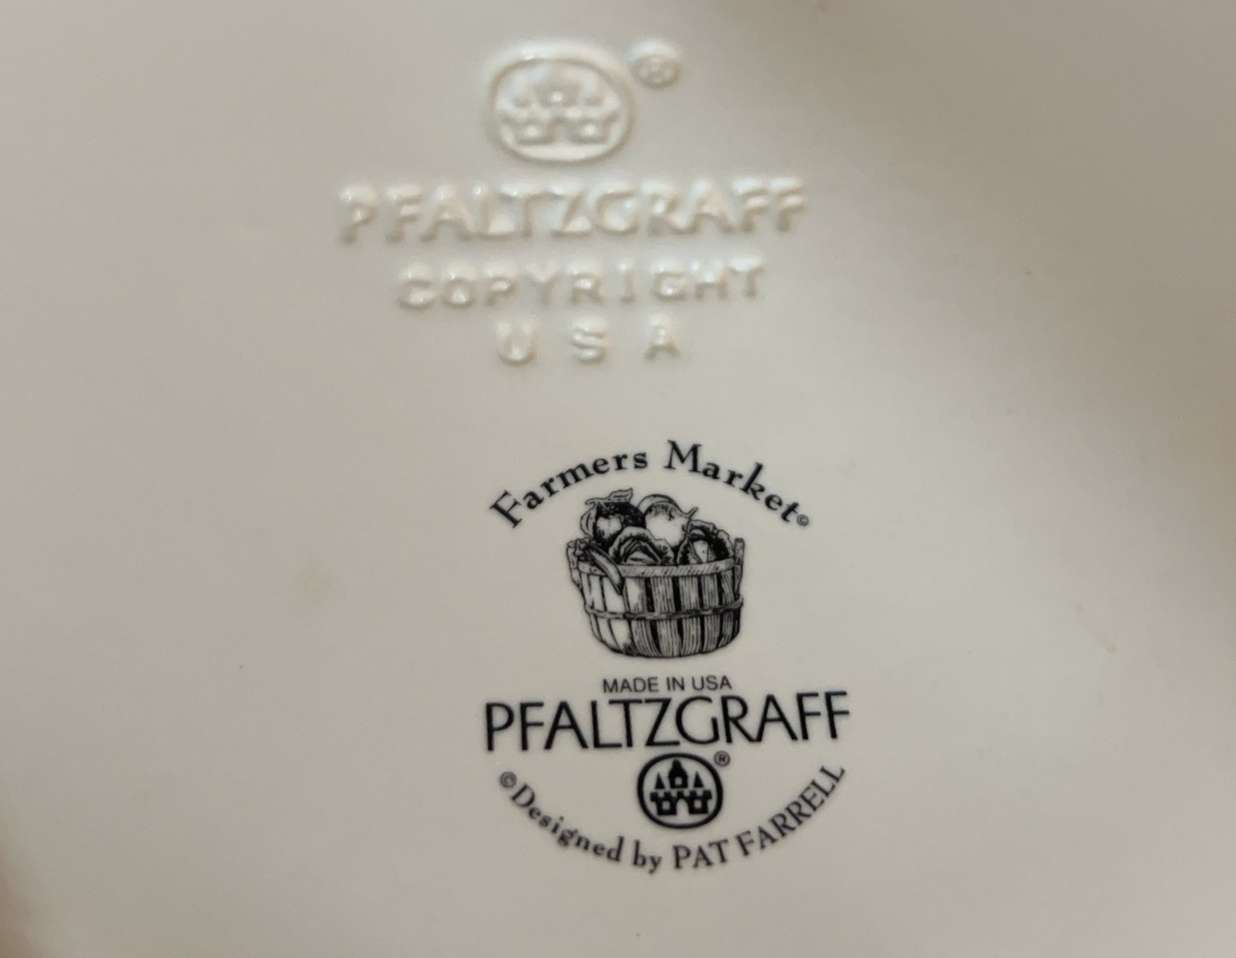 ®
PFALTZGRAFF
COPYRIGHT
USA
Farmers Market©
MADE IN USA
PFALTZGRAFF
®
©Designed by PAT FARRELL